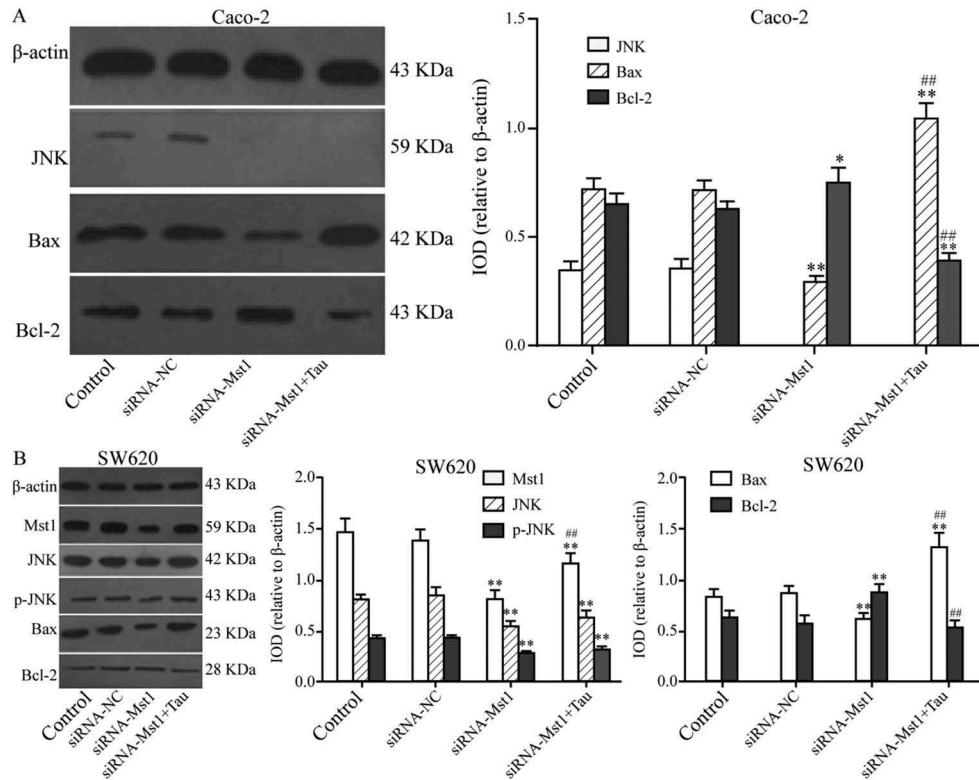 A
Caco-2
β-actin
43 KDa
JNK
59 KDa
Bax
42 KDa
Bcl-2
43 KDa
Control
siRNA-NC
siRNA-Mst1
siRNA-Mst1+Tau
Caco-2
IOD (relative to β-actin)
1.5
1.0
0.5
0.0
JNK
Bax
Bcl-2
**
*
##
**
##
**
Control
siRNA-NC
siRNA-Mst1
siRNA-Mst1+Tau
B
SW620
β-actin
43 KDa
Mst1
59 KDa
JNK
42 KDa
p-JNK
43 KDa
Bax
23 KDa
Bcl-2
28 KDa
Control
siRNA-NC
siRNA-Mst1
siRNA-Mst1+Tau
SW620
IOD (relative to β-actin)
2.0
1.5
1.0
0.5
0.0
Mst1
JNK
p-JNK
**
**
**
##
**
**
**
Control
siRNA-NC
siRNA-Mst1
siRNA-Mst1+Tau
SW620
IOD (relative to β-actin)
2.0
1.5
1.0
0.5
0.0
Bax
Bcl-2
**
**
##
**
##
Control
siRNA-NC
siRNA-Mst1
siRNA-Mst1+Tau